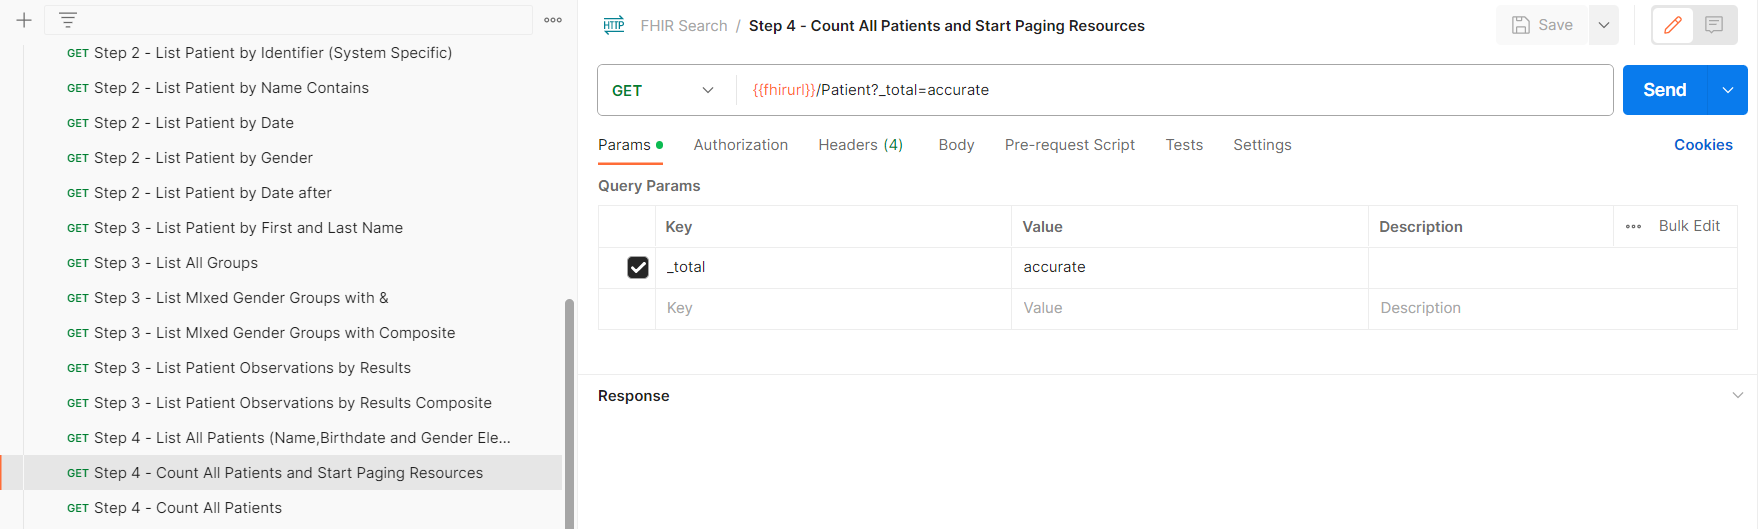 GET Step 2 - List Patient by Identifier (System Specific)
GET Step 2 - List Patient by Name Contains
GET Step 2 - List Patient by Date
GET Step 2 - List Patient by Gender
GET Step 2 - List Patient by Date after
GET Step 3 - List Patient by First and Last Name
GET Step 3 - List All Groups
GET Step 3 - List MIxed Gender Groups with &
GET Step 3 - List MIxed Gender Groups with Composite
GET Step 3 - List Patient Observations by Results
GET Step 3 - List Patient Observations by Results Composite
GET Step 4 - List All Patients (Name,Birthdate and Gender Ele...
GET Step 4 - Count All Patients and Start Paging Resources
GET Step 4 - Count All Patients
HTTP FHIR Search / Step 4 - Count All Patients and Start Paging Resources Save
GET {{fhirurl}}/Patient?_total=accurate Send
Params Authorization Headers (4) Body Pre-request Script Tests Settings Cookies
Query Params
Key Value Description Bulk Edit
_total accurate
Key Value Description
Response